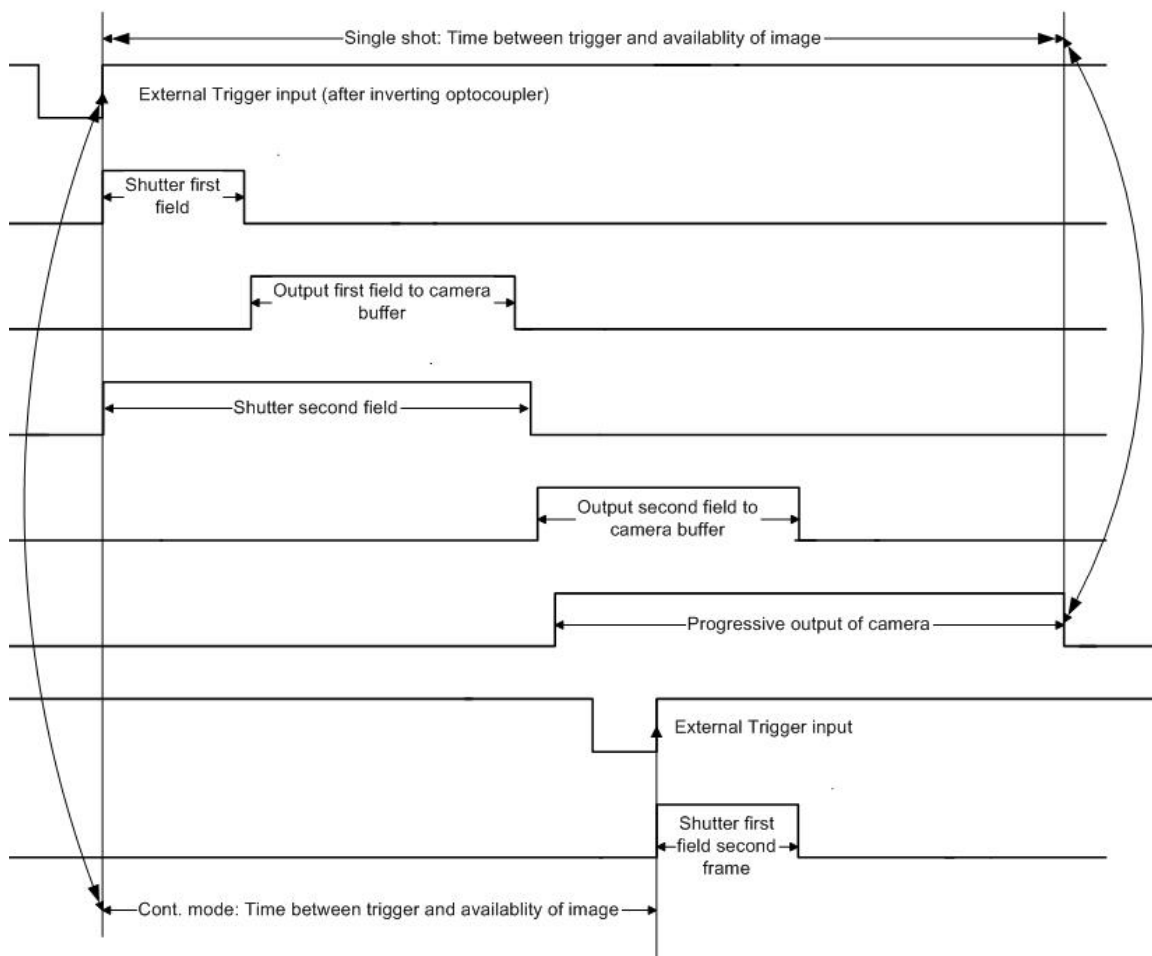 Single shot: Time between trigger and availablity of image
External Trigger input (after inverting optocoupler)
Shutter first
field
Output first field to camera
buffer
Shutter second field
Output second field to
camera buffer
Progressive output of camera
External Trigger input
Shutter first
field second
frame
Cont. mode: Time between trigger and availablity of image